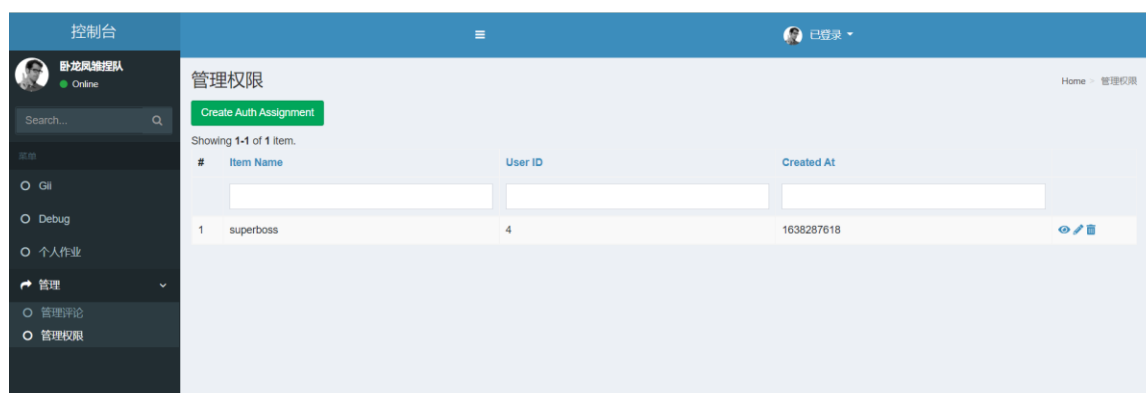 控制台
已登录
卧龙凤雏捏队
Online
Search...
菜单
Gii
Debug
个人作业
管理
管理评论
管理权限
管理权限
Home > 管理权限
Create Auth Assignment
Showing 1-1 of 1 item.
# Item Name User ID Created At
1 superboss 4 1638287618